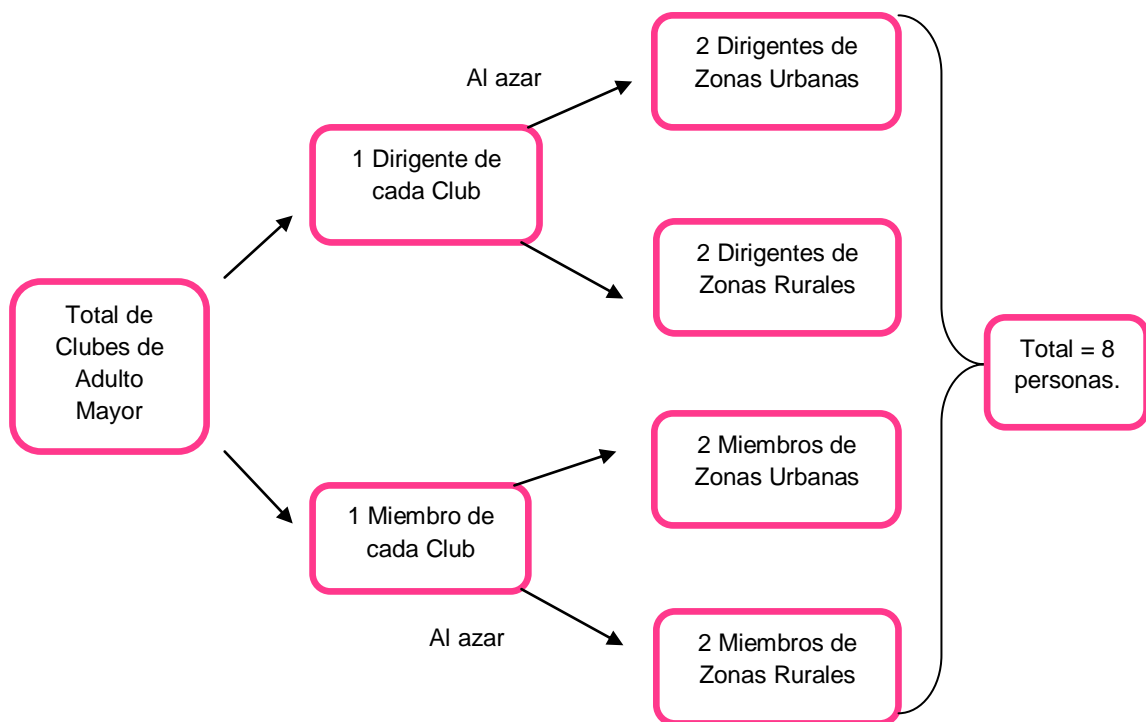 2 Dirigentes de
Zonas Urbanas
Al azar
1 Dirigente de
cada Club
2 Dirigentes de
Zonas Rurales
Total de
Clubes de
Adulto
Mayor
Total = 8
personas.
2 Miembros de
Zonas Urbanas
1 Miembro de
cada Club
Al azar
2 Miembros de
Zonas Rurales